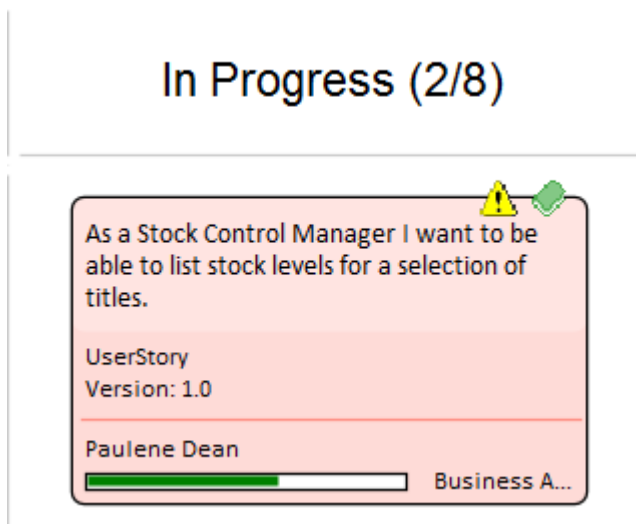 In Progress (2/8)
As a Stock Control Manager I want to be
able to list stock levels for a selection of
titles.
UserStory
Version: 1.0
Paulene Dean
Business A...